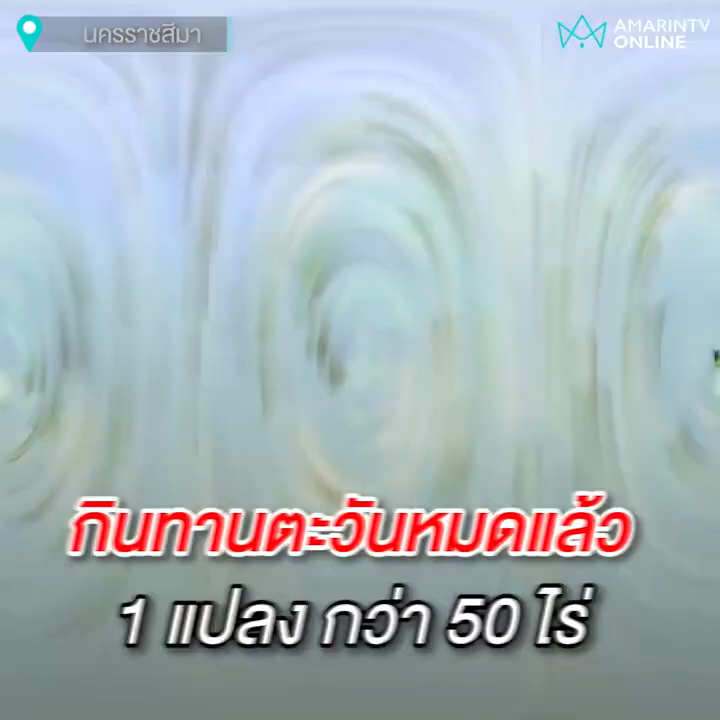 นครราชสีมา
AMARINTV
ONLINE
กินทานตะวันหมดแล้ว
1 แปลง กว่า 50 ไร่